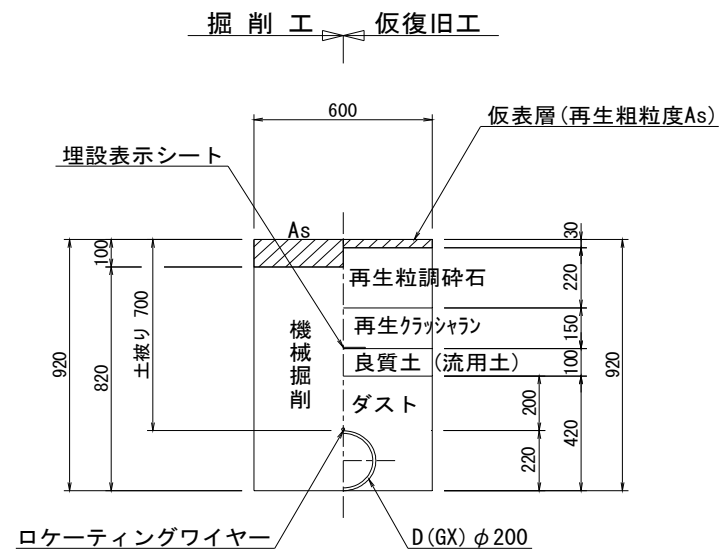 掘 削 工 仮復旧工
600
仮表層(再生粗粒度As)
埋設表示シート
As
30
100
再生粒調砕石
220
土被り 700
機械掘削
再生クラッシャラン
150
920
820
良質土(流用土)
100
920
ダスト
200
420
220
ロケーティングワイヤー
D(GX)φ200